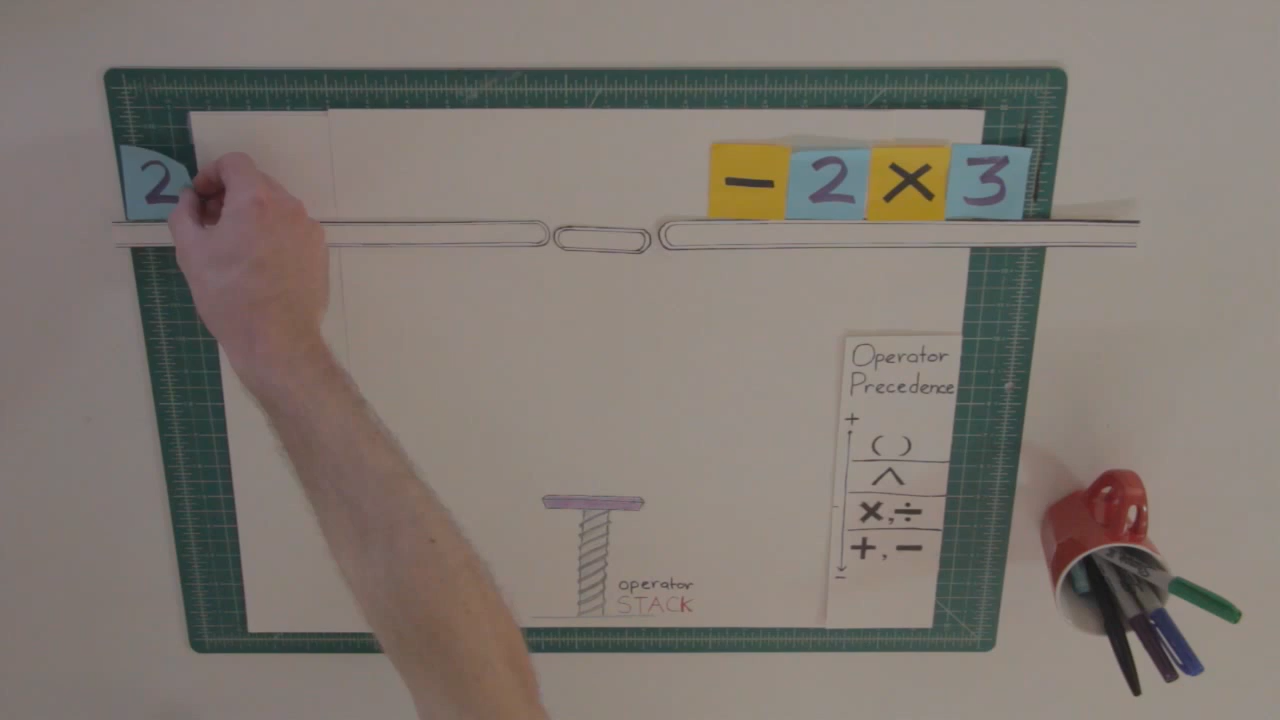 2 - 2 × 3
Operator
Precedence
+
( )
^
×, ÷
+, -
-
operator
STACK